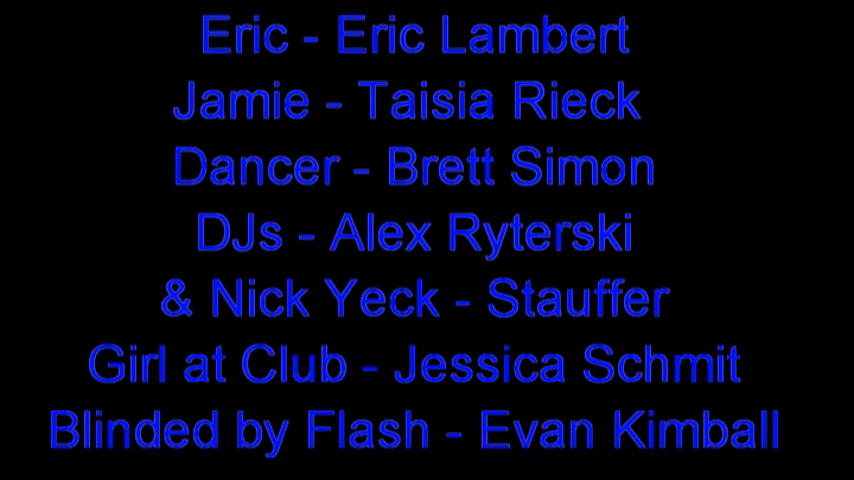 Eric - Eric Lambert
Jamie - Taisia Rieck
Dancer - Brett Simon
DJs - Alex Ryterski
& Nick Yeck - Stauffer
Girl at Club - Jessica Schmit
Blinded by Flash - Evan Kimball